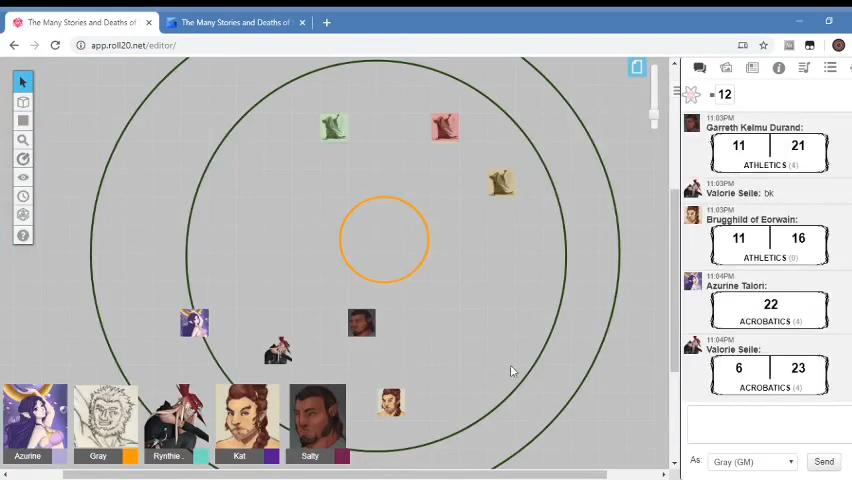 The Many Stories and Deaths of
The Many Stories and Deaths of
app.roll20.net/editor/
= 12
11:03PM
Garreth Kelmu Durand:
11 21
ATHLETICS (4)
11:03PM
Valorie Seile: bk
11:03PM
Brugghild of Eorwain:
11 16
ATHLETICS (0)
11:04PM
Azurine Talori:
22
ACROBATICS (4)
11:04PM
Valorie Seile:
6 23
ACROBATICS (4)
Azurine
Gray
Rynthie .
Kat
Salty
As:
Gray (GM)
Send